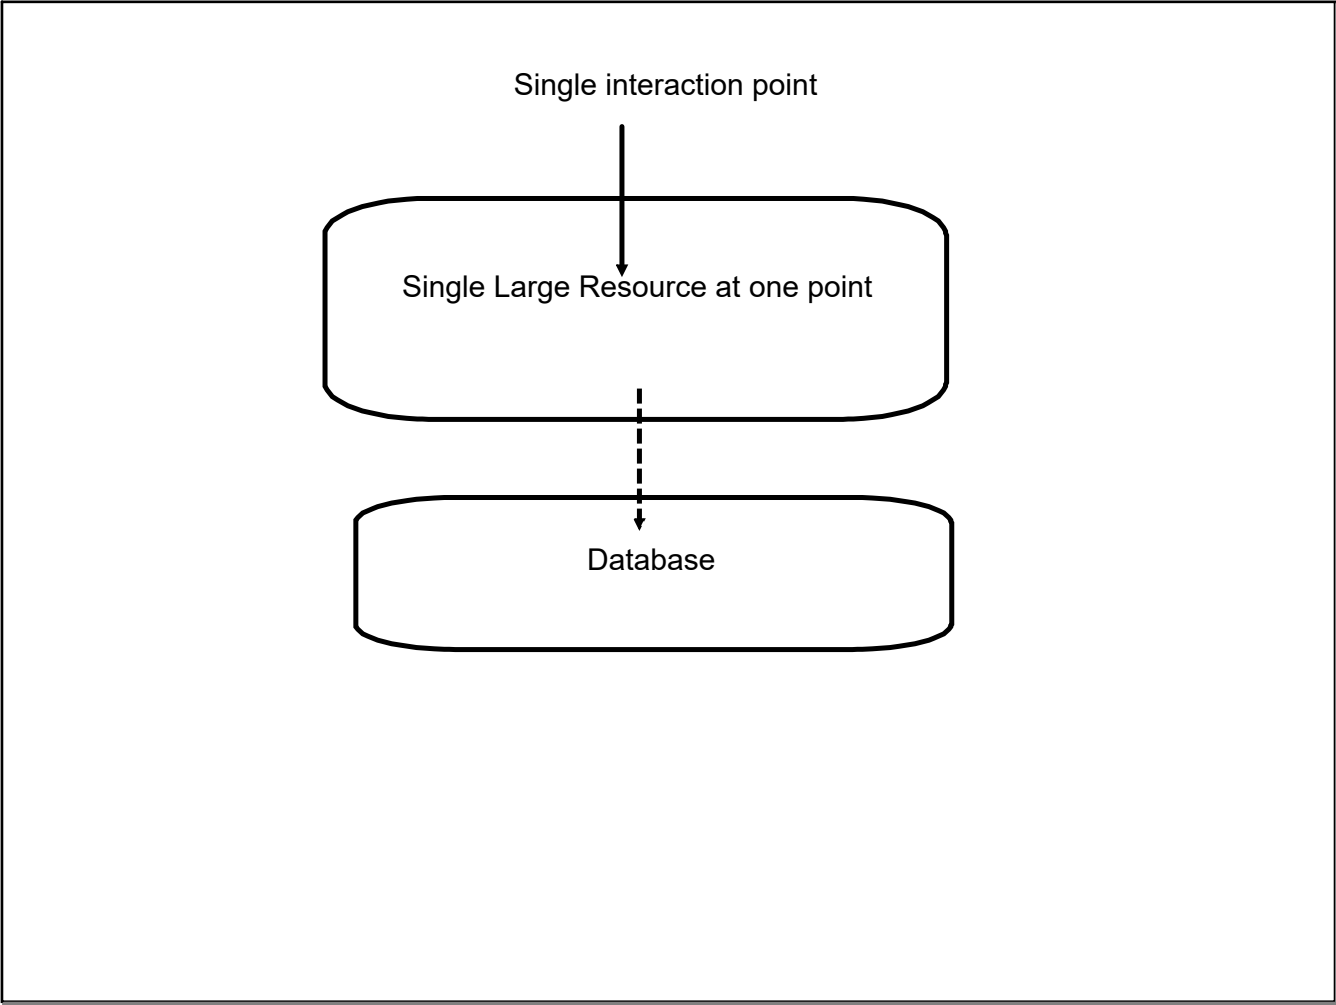 Single interaction point
Single Large Resource at one point
Database